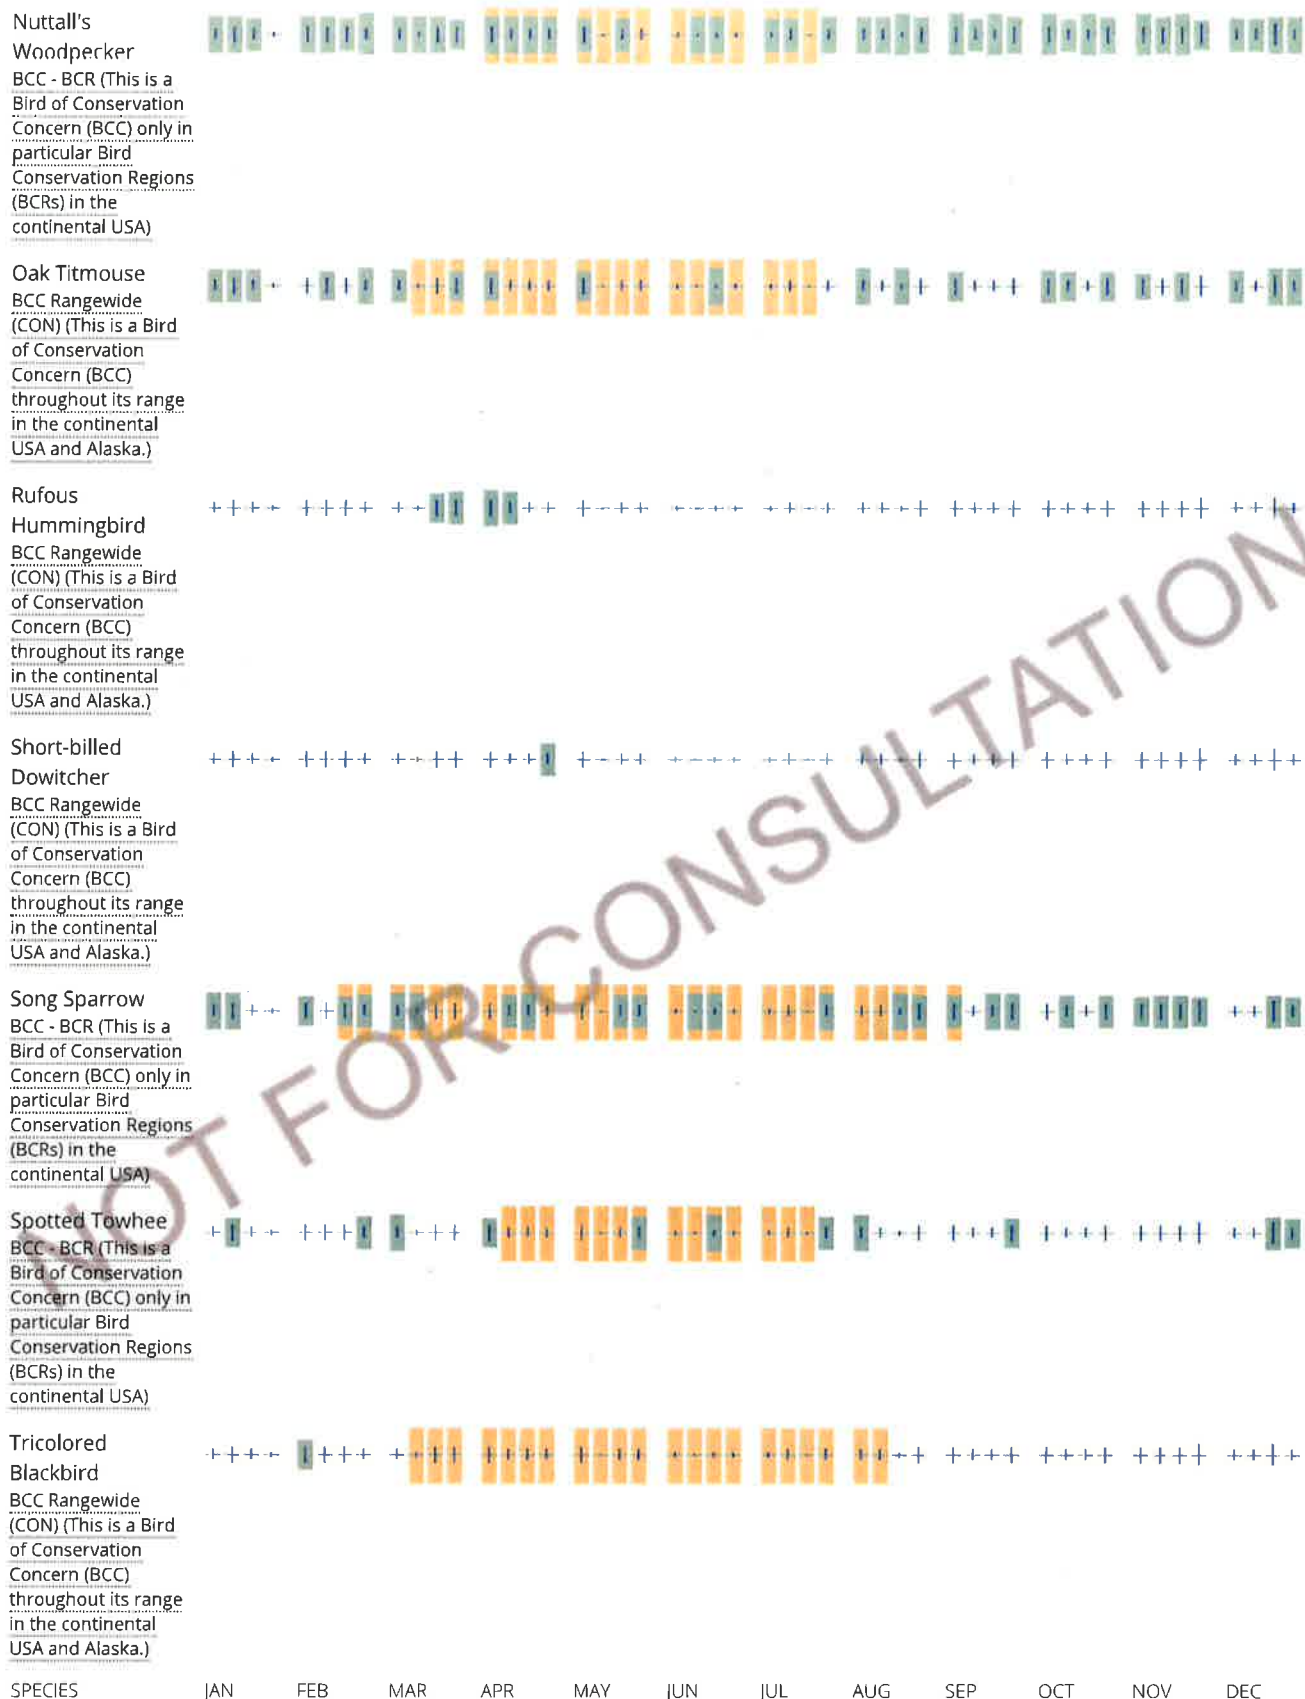 Nuttall's
Woodpecker
BCC - BCR (This is a
Bird of Conservation
Concern (BCC) only in
particular Bird
Conservation Regions
(BCRs) in the
continental USA)
Oak Titmouse
BCC Rangewide
(CON) (This is a Bird
of Conservation
Concern (BCC)
throughout its range
in the continental
USA and Alaska.)
Rufous
Hummingbird
BCC Rangewide
(CON) (This is a Bird
of Conservation
Concern (BCC)
throughout its range
in the continental
USA and Alaska.)
Short-billed
Dowitcher
BCC Rangewide
(CON) (This is a Bird
of Conservation
Concern (BCC)
throughout its range
in the continental
USA and Alaska.)
Song Sparrow
BCC - BCR (This is a
Bird of Conservation
Concern (BCC) only in
particular Bird
Conservation Regions
(BCRs) in the
continental USA)
Spotted Towhee
BCC - BCR (This is a
Bird of Conservation
Concern (BCC) only in
particular Bird
Conservation Regions
(BCRs) in the
continental USA)
Tricolored
Blackbird
BCC Rangewide
(CON) (This is a Bird
of Conservation
Concern (BCC)
throughout its range
in the continental
USA and Alaska.)
SPECIES JAN FEB MAR APR MAY JUN JUL AUG SEP OCT NOV DEC
NOT FOR CONSULTATION